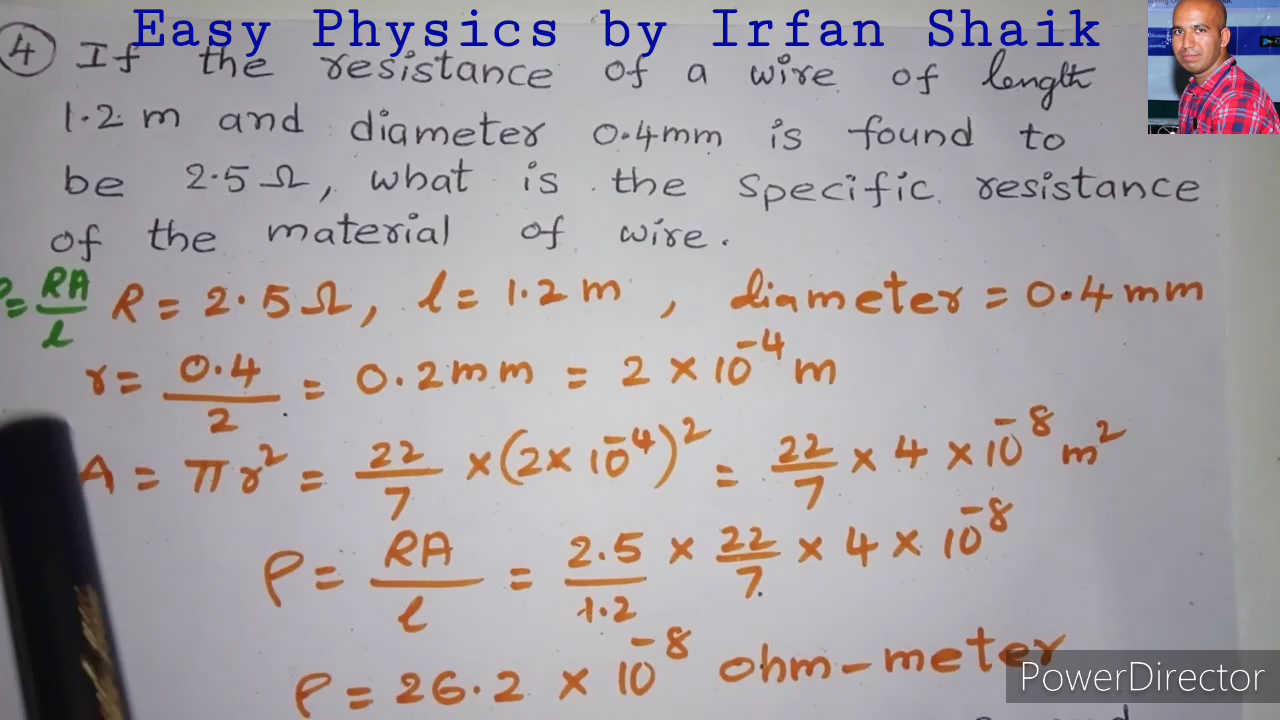 Easy Physics by Irfan Shaik
④ If the resistance of a wire of length
1.2 m and diameter 0.4mm is found to
be 2.5 Ω, what is the specific resistance
of the material of wire.
ρ = RA/l R = 2.5 Ω, l = 1.2 m, diameter = 0.4 mm
r = 0.4/2 = 0.2 mm = 2 × 10⁻⁴ m
A = πr² = 22/7 × (2 × 10⁻⁴)² = 22/7 × 4 × 10⁻⁸ m²
ρ = RA/l = 2.5/1.2 × 22/7 × 4 × 10⁻⁸
ρ = 26.2 × 10⁻⁸ ohm-meter
PowerDirector